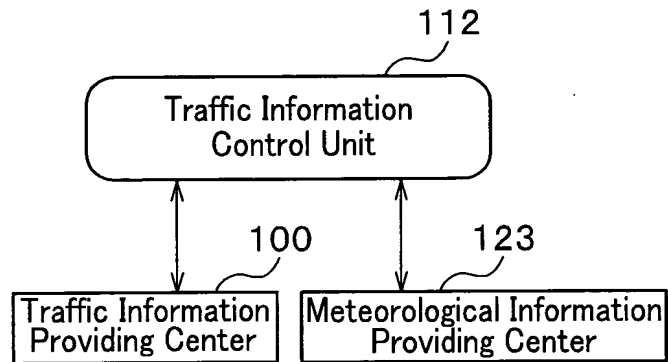 112
Traffic Information
Control Unit
100
123
Traffic Information
Providing Center
Meteorological Information
Providing Center